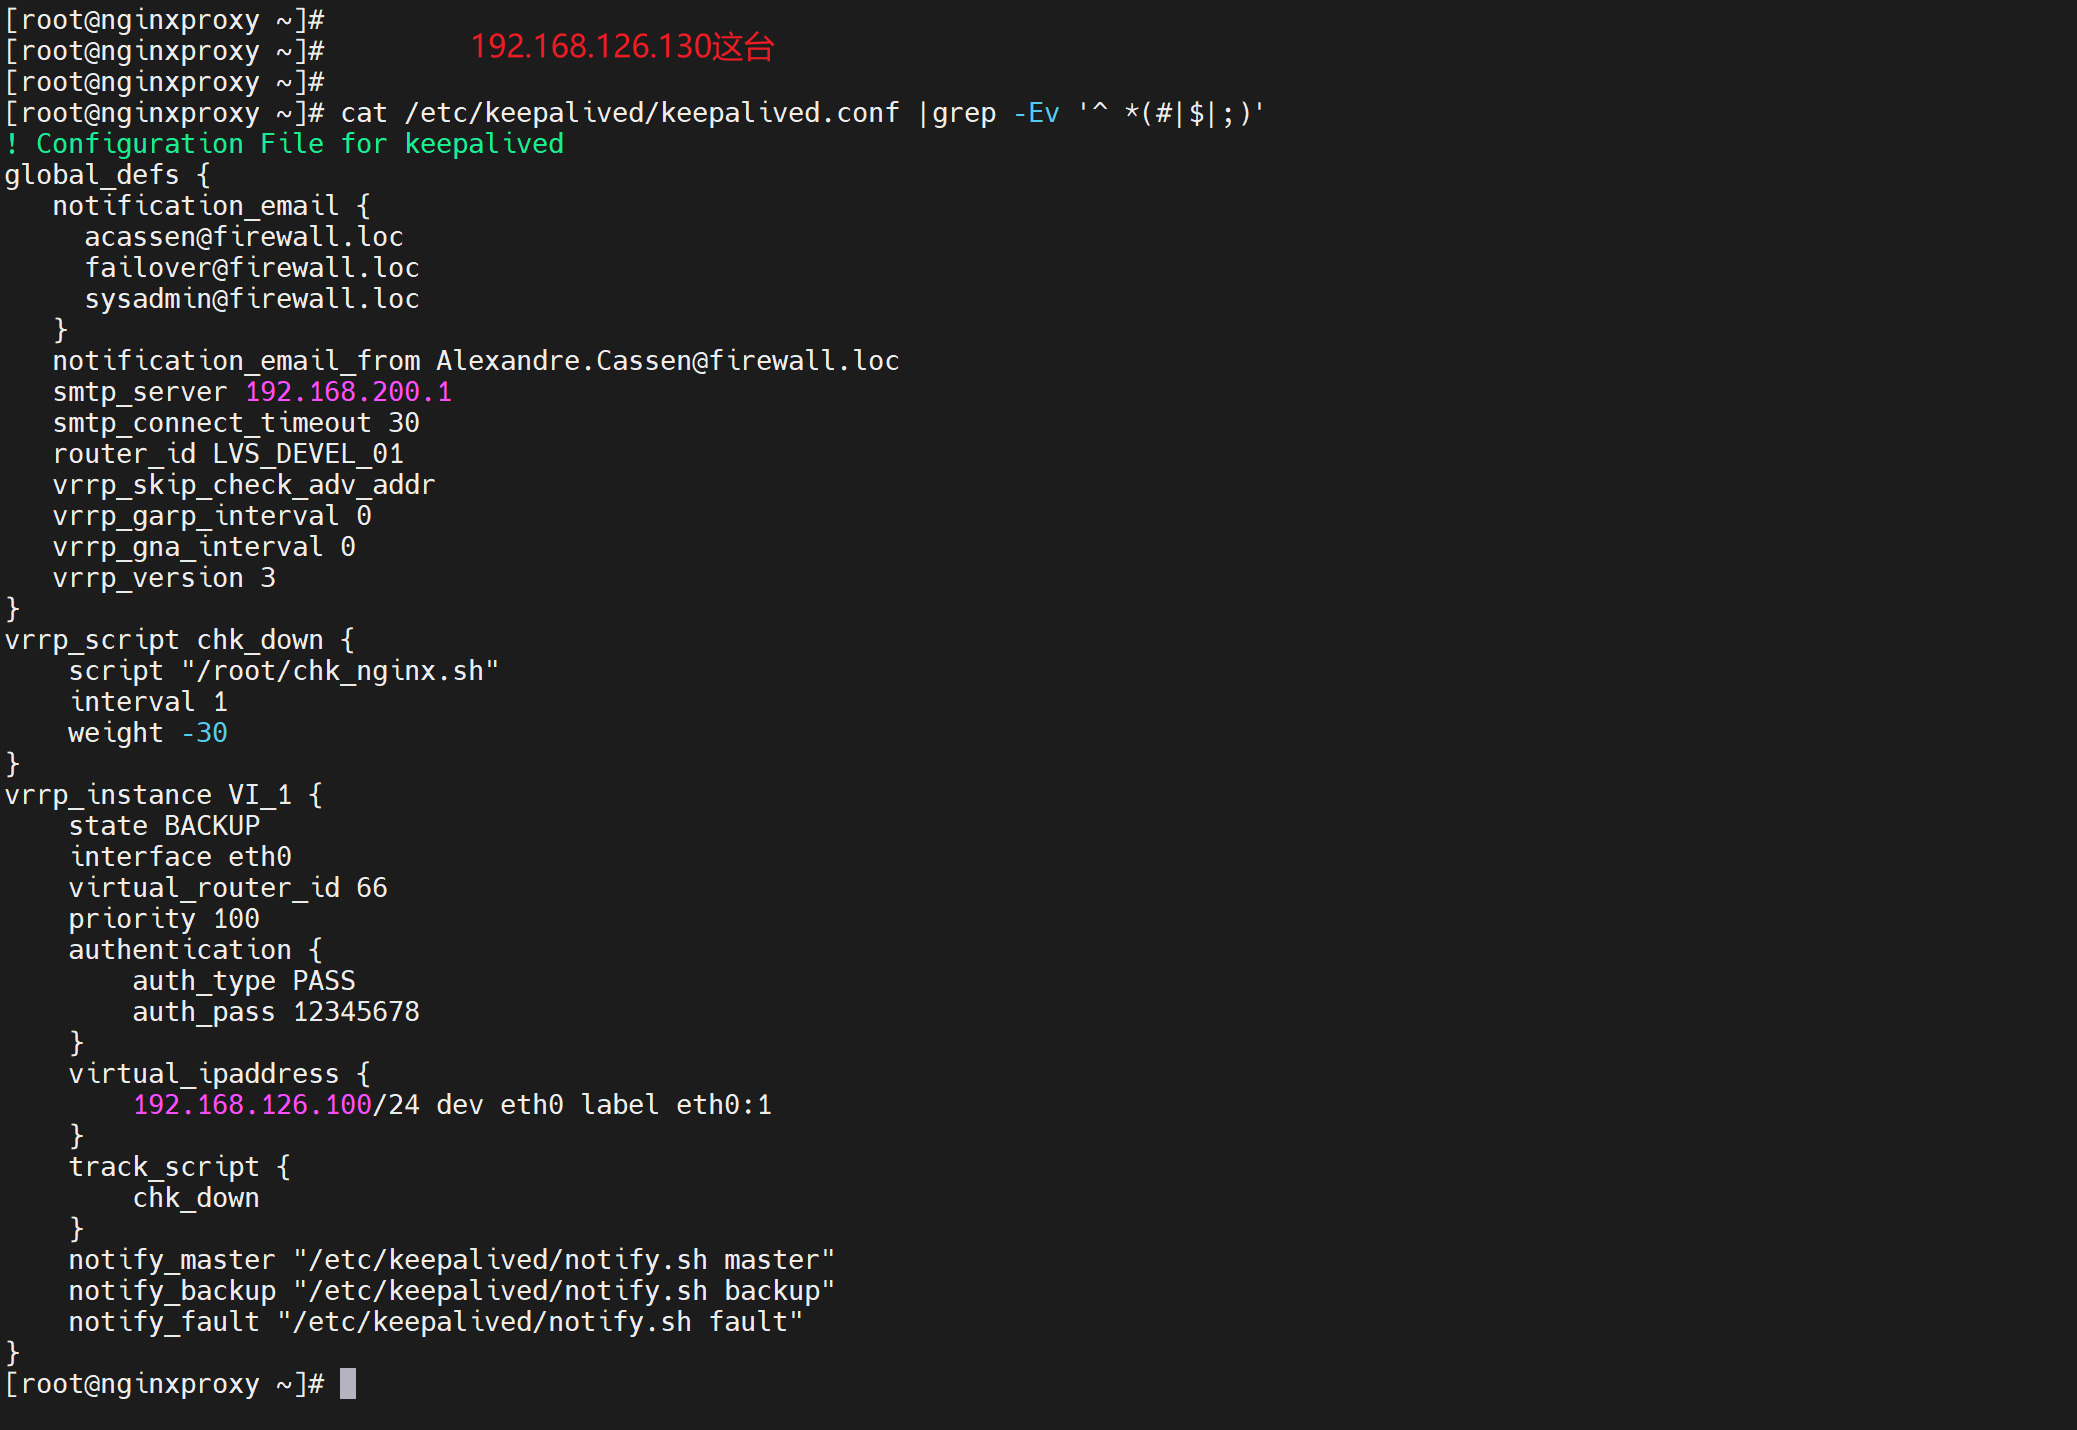 [root@nginxproxy ~]#
[root@nginxproxy ~]#
192.168.126.130这台
[root@nginxproxy ~]#
[root@nginxproxy ~]# cat /etc/keepalived/keepalived.conf |grep -Ev '^ *(#|$|;)'
! Configuration File for keepalived
global_defs {
   notification_email {
     acassen@firewall.loc
     failover@firewall.loc
     sysadmin@firewall.loc
   }
   notification_email_from Alexandre.Cassen@firewall.loc
   smtp_server 192.168.200.1
   smtp_connect_timeout 30
   router_id LVS_DEVEL_01
   vrrp_skip_check_adv_addr
   vrrp_garp_interval 0
   vrrp_gna_interval 0
   vrrp_version 3
}
vrrp_script chk_down {
    script "/root/chk_nginx.sh"
    interval 1
    weight -30
}
vrrp_instance VI_1 {
    state BACKUP
    interface eth0
    virtual_router_id 66
    priority 100
    authentication {
        auth_type PASS
        auth_pass 12345678
    }
    virtual_ipaddress {
        192.168.126.100/24 dev eth0 label eth0:1
    }
    track_script {
        chk_down
    }
    notify_master "/etc/keepalived/notify.sh master"
    notify_backup "/etc/keepalived/notify.sh backup"
    notify_fault "/etc/keepalived/notify.sh fault"
}
[root@nginxproxy ~]#